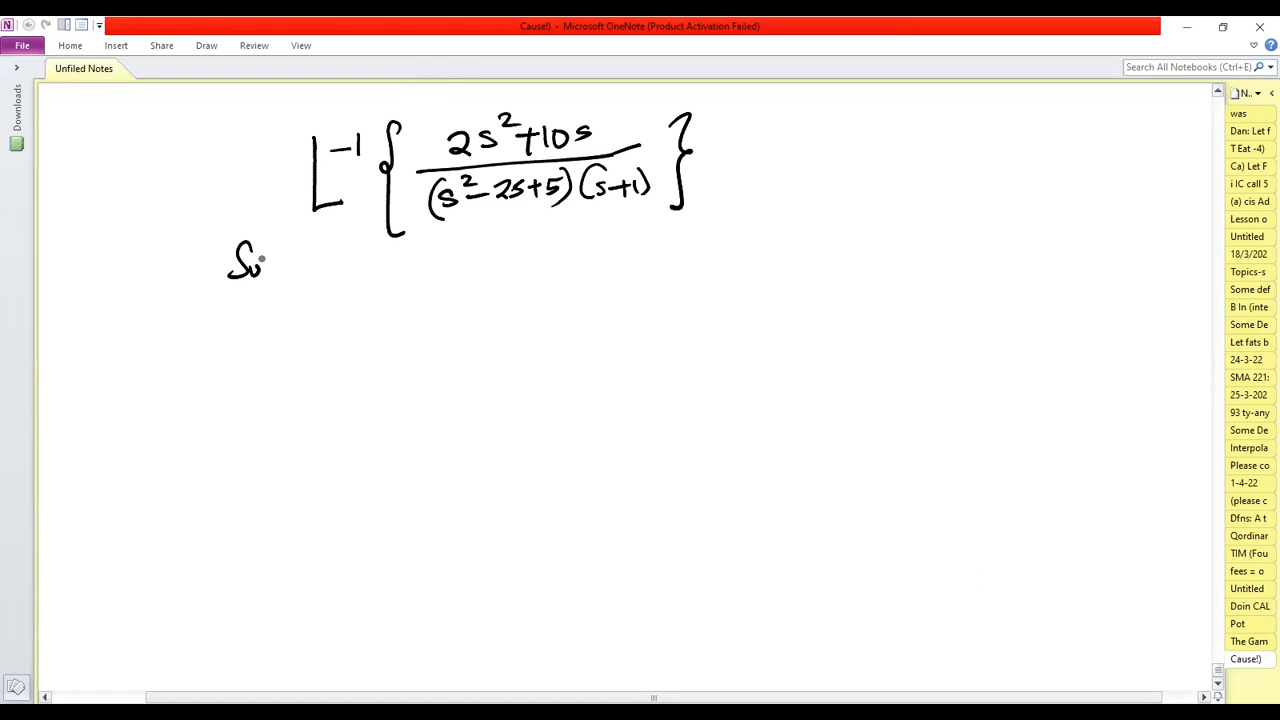 Cause!) - Microsoft OneNote (Product Activation Failed)
File Home Insert Share Draw Review View
Unfiled Notes
Search All Notebooks (Ctrl+E)
Downloads
L⁻¹ { 2s²+10s / (s²-2s+5)(s+1) }
So
N..
was
Dan: Let f
T Eat -4)
Ca) Let F
i IC call 5
(a) cis Ad
Lesson o
Untitled
18/3/202
Topics-s
Some def
B In (inte
Some De
Let fats b
24-3-22
SMA 221:
25-3-202
93 ty-any
Some De
Interpola
Please co
1-4-22
(please c
Dfns: A t
Qordinar
TIM (Fou
fees = o
Untitled
Doin CAL
Pot
The Gam
Cause!)